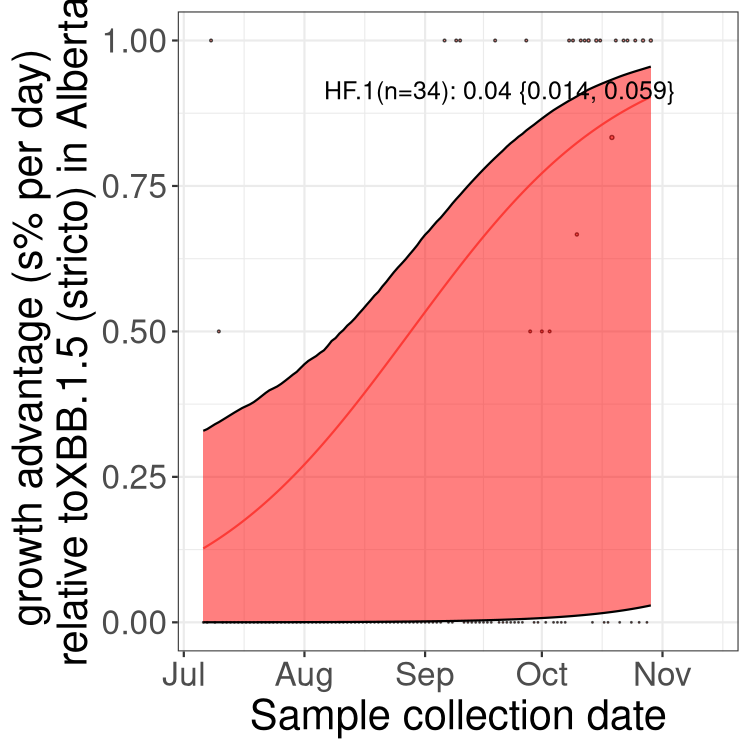 growth advantage (s% per day)
relative toXBB.1.5 (stricto) in Alberta
1.00
0.75
0.50
0.25
0.00
HF.1(n=34): 0.04 {0.014, 0.059}
Jul Aug Sep Oct Nov
Sample collection date